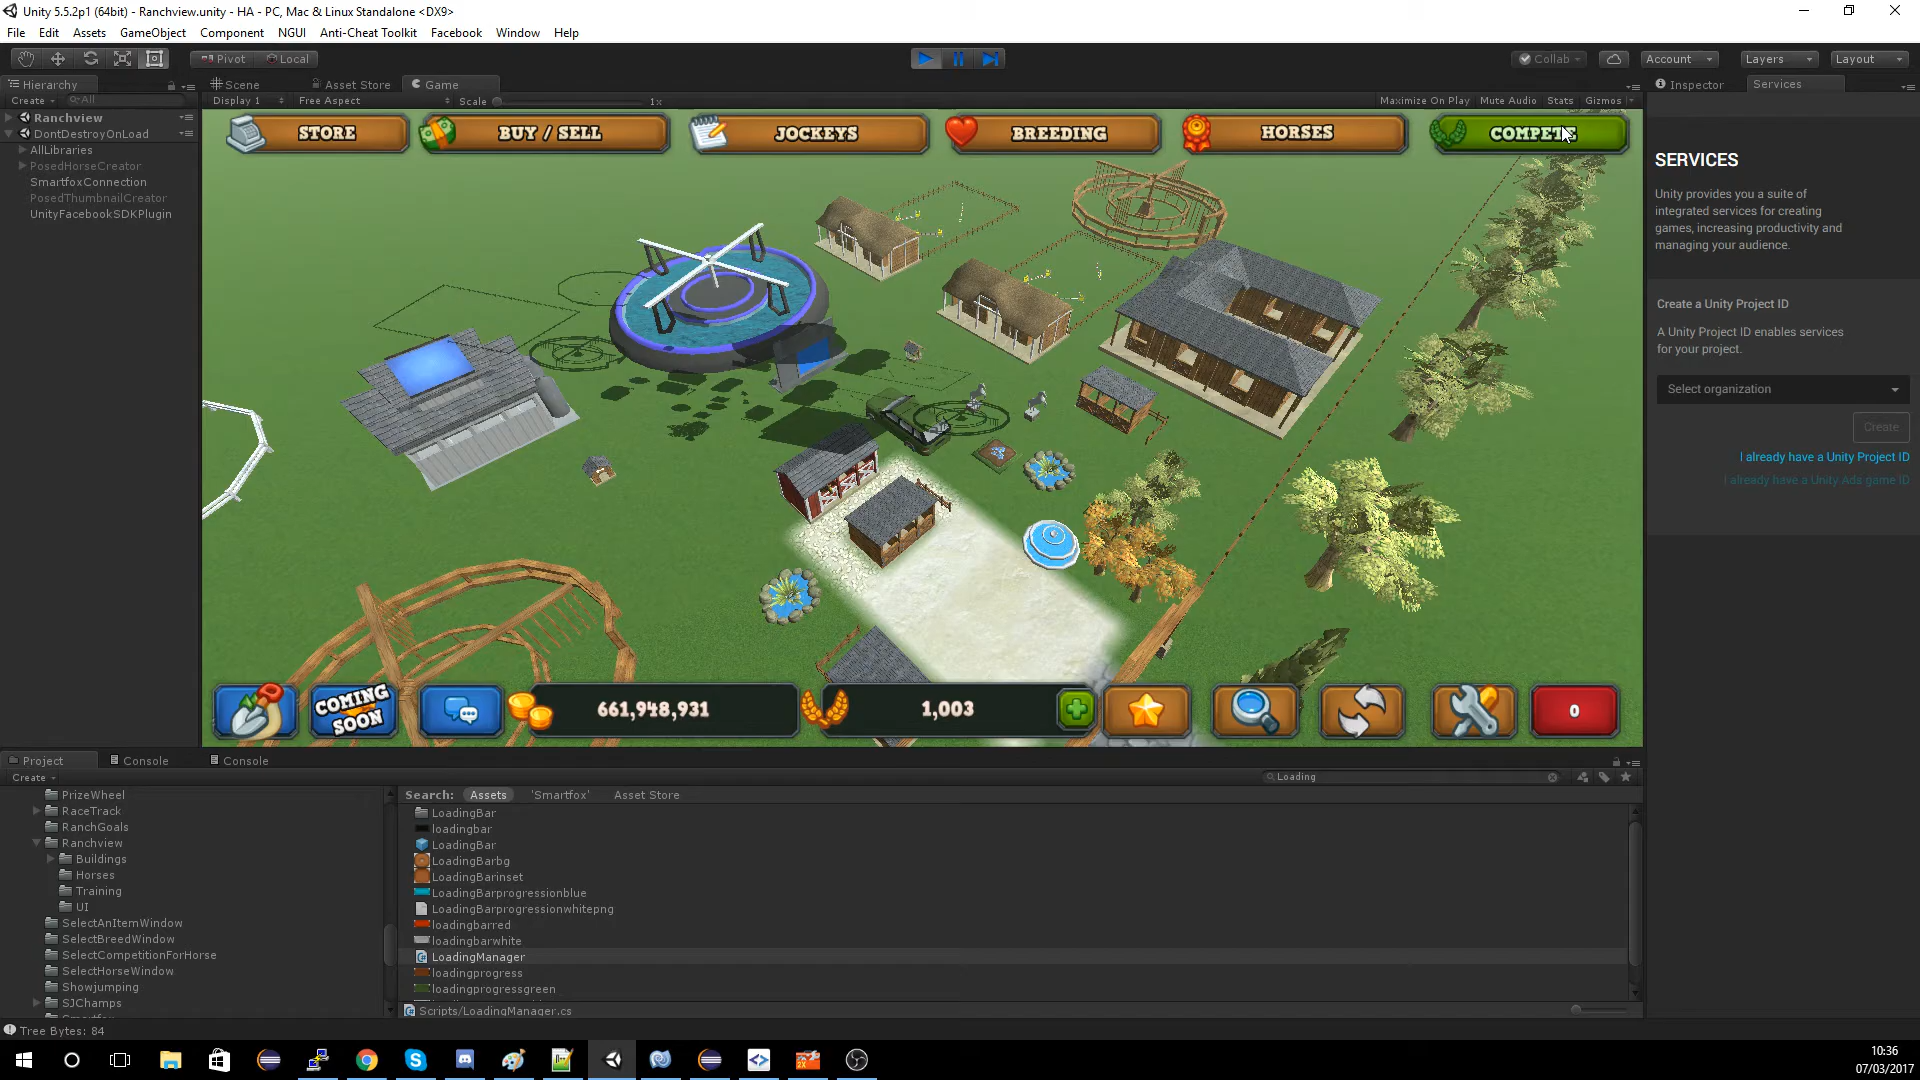 Unity 5.5.2p1 (64bit) - Ranchview.unity - HA - PC, Mac & Linux Standalone <DX9>
File Edit Assets GameObject Component NGUI Anti-Cheat Toolkit Facebook Window Help
Pivot Local Collab Account Layers Layout
Hierarchy Scene Asset Store Game Inspector Services
Create All Display 1 Free Aspect Scale 1x Maximize On Play Mute Audio Stats Gizmos
Ranchview
DontDestroyOnLoad
AllLibraries
PosedHorseCreator
SmartfoxConnection
PosedThumbnailCreator
UnityFacebookSDKPlugin
STORE BUY / SELL JOCKEYS BREEDING HORSES COMPETE
COMING SOON 661,948,931 1,003 0
SERVICES
Unity provides you a suite of
integrated services for creating
games, increasing productivity and
managing your audience.
Create a Unity Project ID
A Unity Project ID enables services
for your project.
Select organization
Create
I already have a Unity Project ID
I already have a Unity Ads game ID
Project Console Console
Create Loading
PrizeWheel
RaceTrack
RanchGoals
Ranchview
Buildings
Horses
Training
UI
SelectAnItemWindow
SelectBreedWindow
SelectCompetitionForHorse
SelectHorseWindow
Showjumping
SJChamps
Search: Assets 'Smartfox' Asset Store
LoadingBar
loadingbar
LoadingBar
LoadingBarbg
LoadingBarinset
LoadingBarprogressionblue
LoadingBarprogressionwhitepng
loadingbarred
loadingbarwhite
LoadingManager
loadingprogress
loadingprogressgreen
Scripts/LoadingManager.cs
Tree Bytes: 84
10:36
07/03/2017